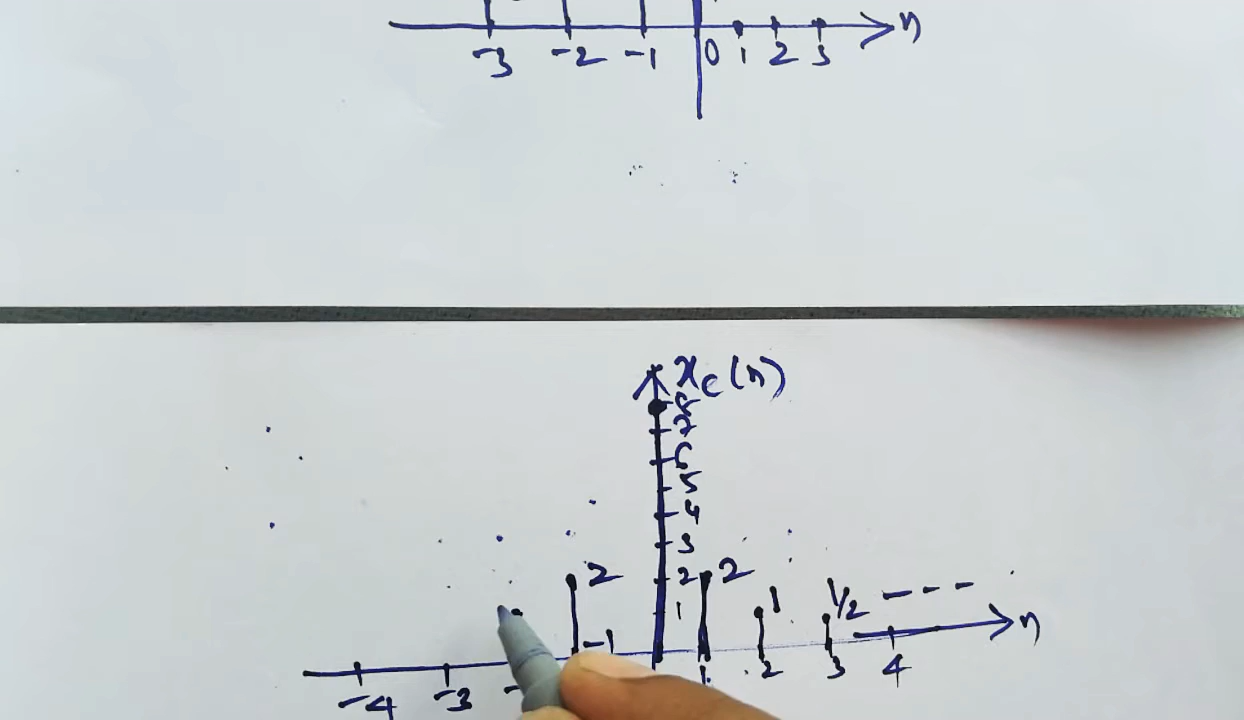 n
-3 -2 -1 0 1 2 3
x_c(n)
8
7
6
5
4
3
2 2 2
1 1 1/2 - - -
n
-1
-4 -3 1 2 3 4